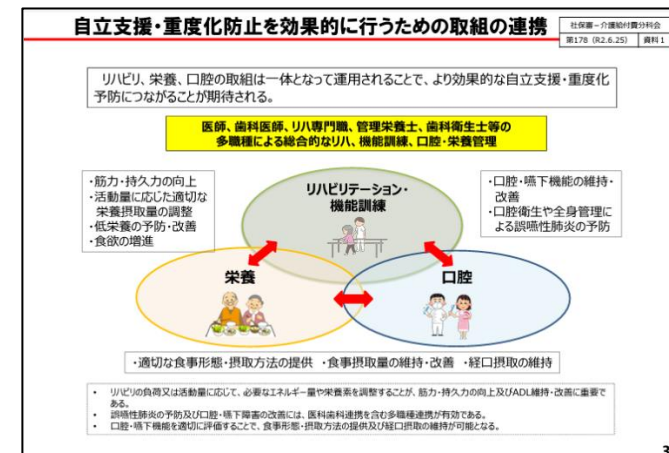 自立支援・重度化防止を効果的に行うための取組の連携
社保審－介護給付費分科会
第178（R2.6.25） 資料1
リハビリ、栄養、口腔の取組は一体となって運用されることで、より効果的な自立支援・重度化
予防につながることが期待される。
医師、歯科医師、リハ専門職、管理栄養士、歯科衛生士等の
多職種による総合的なリハ、機能訓練、口腔・栄養管理
・筋力・持久力の向上
・活動量に応じた適切な
栄養摂取量の調整
・低栄養の予防・改善
・食欲の増進
リハビリテーション・
機能訓練
・口腔・嚥下機能の維持・
改善
・口腔衛生や全身管理に
よる誤嚥性肺炎の予防
栄養
口腔
・適切な食事形態・摂取方法の提供 ・食事摂取量の維持・改善 ・経口摂取の維持
• リハビリの負荷又は活動量に応じて、必要なエネルギー量や栄養素を調整することが、筋力・持久力の向上及びADL維持・改善に重要で
ある。
• 誤嚥性肺炎の予防及び口腔・嚥下障害の改善には、医科歯科連携を含む多職種連携が有効である。
• 口腔・嚥下機能を適切に評価することで、食事形態・摂取方法の提供及び経口摂取の維持が可能となる。
3